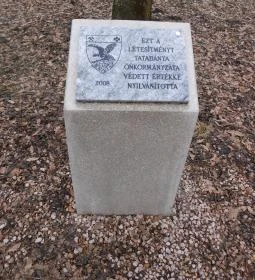 EZT A
LÉTESÍTMÉNYT
TATABÁNYA
ÖNKORMÁNYZATA
VÉDETT ÉRTÉKKÉ
NYILVÁNÍTOTTA
2008